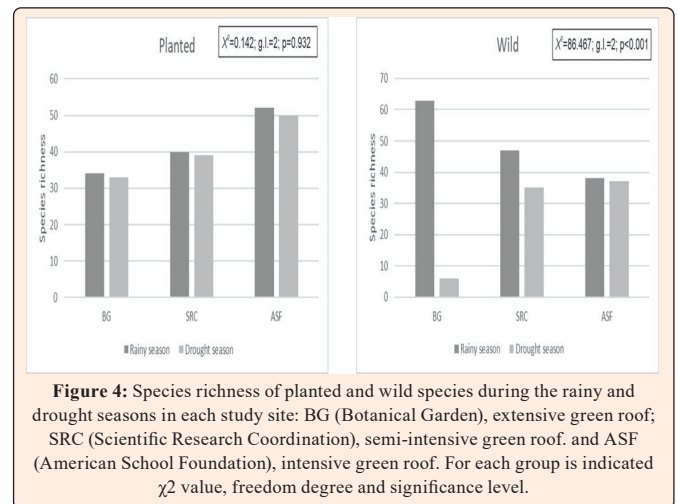 Planted
X²=0.142; g.l.=2; p=0.932
60
50
40
30
20
10
0
Species richness
BG
SRC
ASF
Rainy season
Drought season
Wild
X²=86.467; g.l.=2; p<0.001
70
60
50
40
30
20
10
0
Species richness
BG
SRC
ASF
Rainy season
Drought season
Figure 4: Species richness of planted and wild species during the rainy and
drought seasons in each study site: BG (Botanical Garden), extensive green roof;
SRC (Scientific Research Coordination), semi-intensive green roof. and ASF
(American School Foundation), intensive green roof. For each group is indicated
χ2 value, freedom degree and significance level.